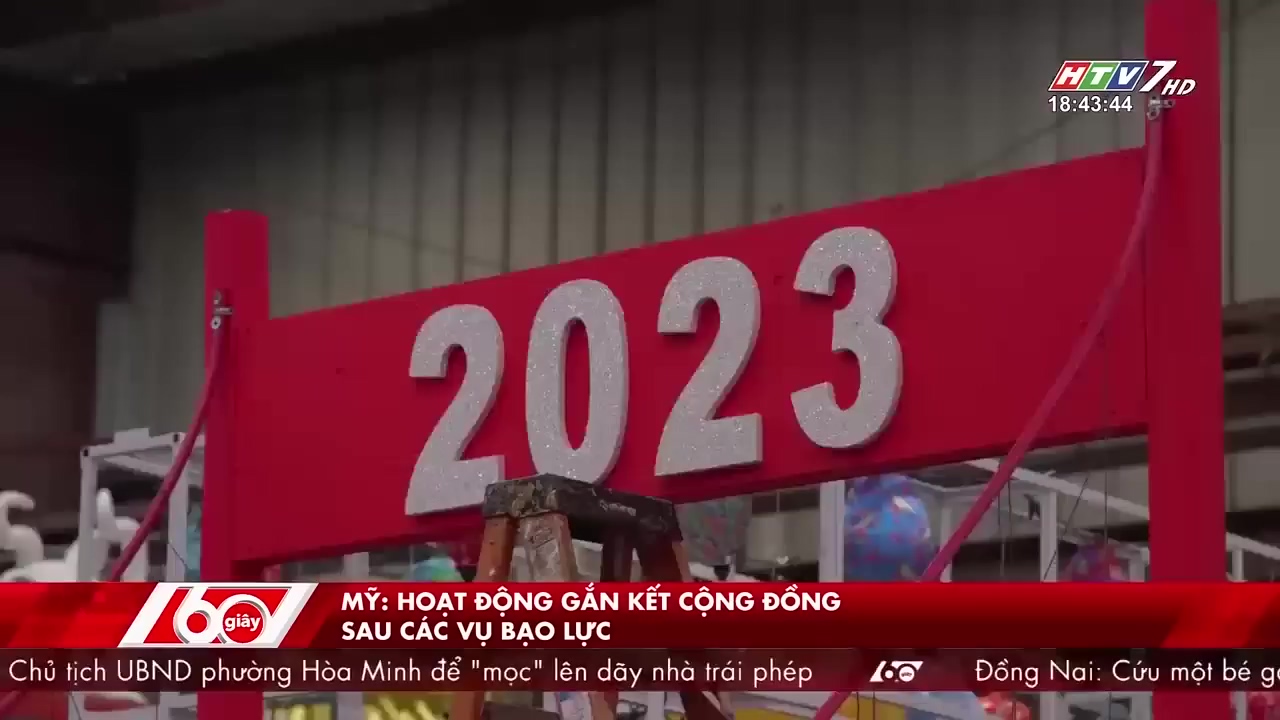 HTV7 HD
18:43:44
2023
60 giây
MỸ: HOẠT ĐỘNG GẮN KẾT CỘNG ĐỒNG
SAU CÁC VỤ BẠO LỰC
Chủ tịch UBND phường Hòa Minh để "mọc" lên dãy nhà trái phép 60 Đồng Nai: Cứu một bé